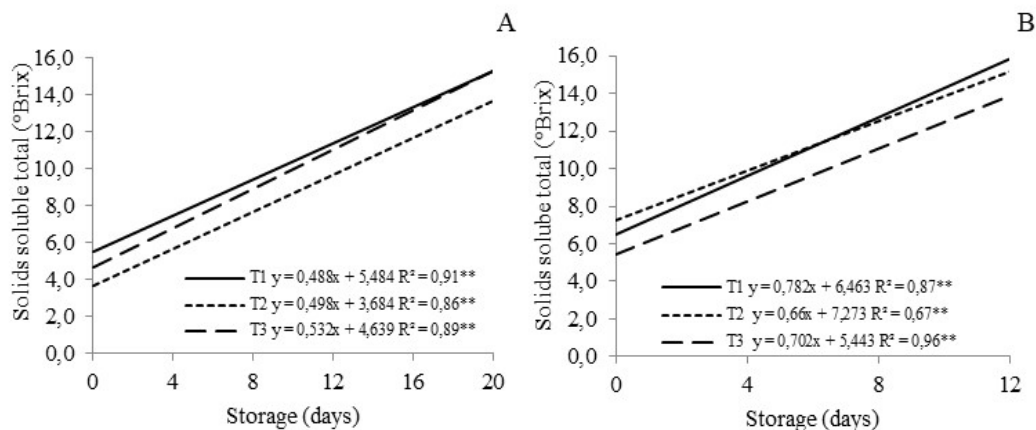 A
Solids soluble total (ºBrix)
16,0
14,0
12,0
10,0
8,0
6,0
4,0
2,0
0,0
T1 y = 0,488x + 5,484 R² = 0,91**
T2 y = 0,498x + 3,684 R² = 0,86**
T3 y = 0,532x + 4,639 R² = 0,89**
0 4 8 12 16 20
Storage (days)
B
Solids solube total (ºBrix)
16,0
14,0
12,0
10,0
8,0
6,0
4,0
2,0
0,0
T1 y = 0,782x + 6,463 R² = 0,87**
T2 y = 0,66x + 7,273 R² = 0,67**
T3 y = 0,702x + 5,443 R² = 0,96**
0 4 8 12
Storage (days)